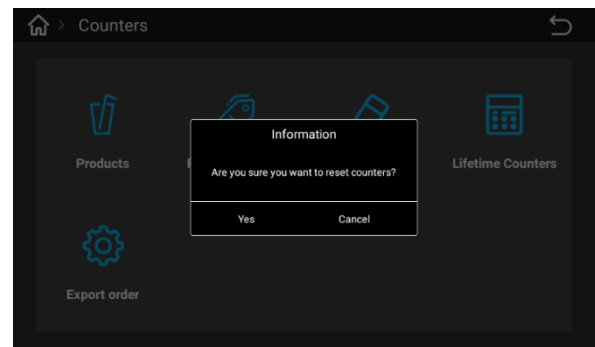 > Counters
Information
Are you sure you want to reset counters?
Yes Cancel
Products
Lifetime Counters
Export order